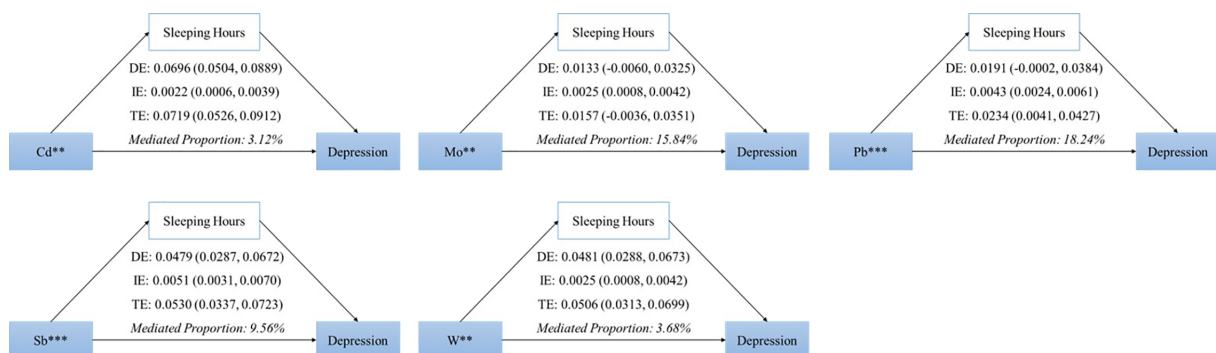 Sleeping Hours
DE: 0.0696 (0.0504, 0.0889)
IE: 0.0022 (0.0006, 0.0039)
TE: 0.0719 (0.0526, 0.0912)
Mediated Proportion: 3.12%
Cd**
Depression
Sleeping Hours
DE: 0.0133 (-0.0060, 0.0325)
IE: 0.0025 (0.0008, 0.0042)
TE: 0.0157 (-0.0036, 0.0351)
Mediated Proportion: 15.84%
Mo**
Depression
Sleeping Hours
DE: 0.0191 (-0.0002, 0.0384)
IE: 0.0043 (0.0024, 0.0061)
TE: 0.0234 (0.0041, 0.0427)
Mediated Proportion: 18.24%
Pb***
Depression
Sleeping Hours
DE: 0.0479 (0.0287, 0.0672)
IE: 0.0051 (0.0031, 0.0070)
TE: 0.0530 (0.0337, 0.0723)
Mediated Proportion: 9.56%
Sb***
Depression
Sleeping Hours
DE: 0.0481 (0.0288, 0.0673)
IE: 0.0025 (0.0008, 0.0042)
TE: 0.0506 (0.0313, 0.0699)
Mediated Proportion: 3.68%
W**
Depression